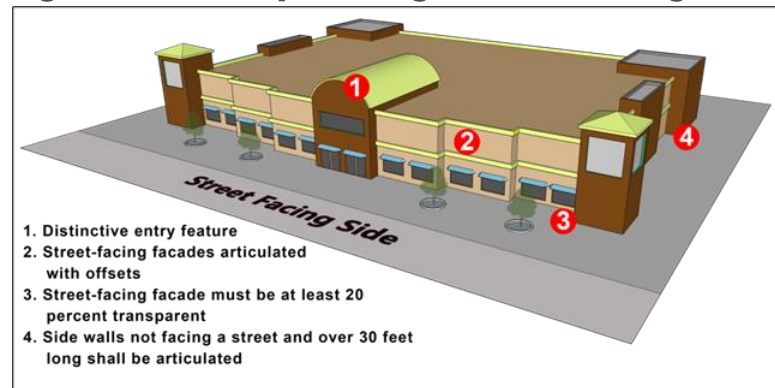 1
2
3
4
Street Facing Side
1. Distinctive entry feature
2. Street-facing facades articulated
with offsets
3. Street-facing facade must be at least 20
percent transparent
4. Side walls not facing a street and over 30 feet
long shall be articulated